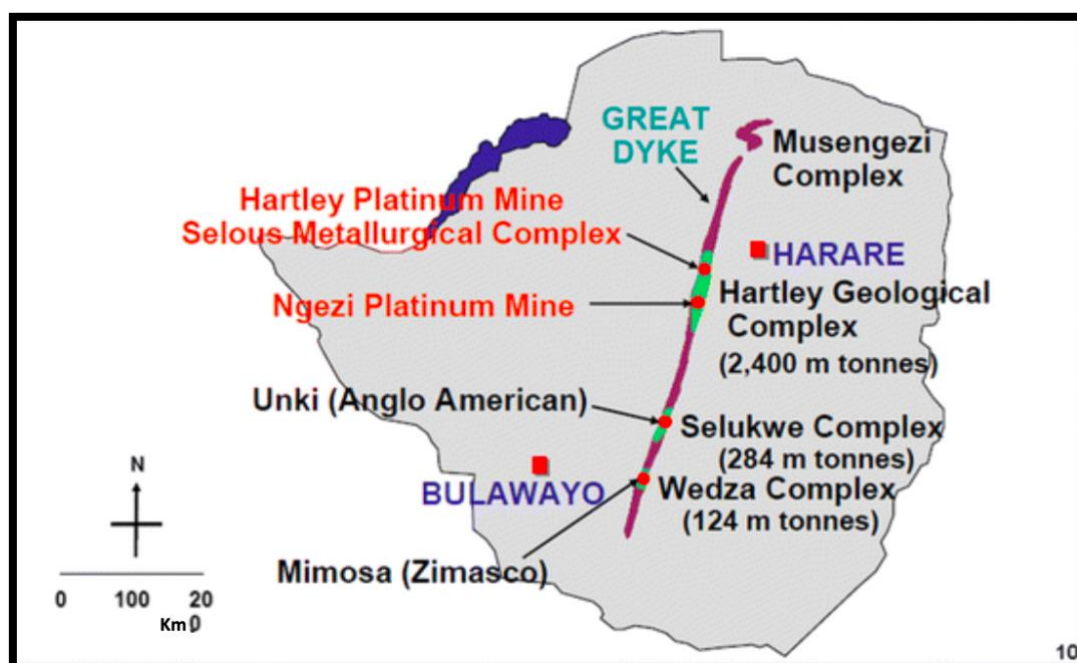 GREAT
DYKE
Musengezi
Complex
Hartley Platinum Mine
Selous Metallurgical Complex
HARARE
Ngezi Platinum Mine
Hartley Geological
Complex
(2,400 m tonnes)
Unki (Anglo American)
Selukwe Complex
(284 m tonnes)
BULAWAYO
Wedza Complex
(124 m tonnes)
Mimosa (Zimasco)
N
0 100 20
Km 0
10